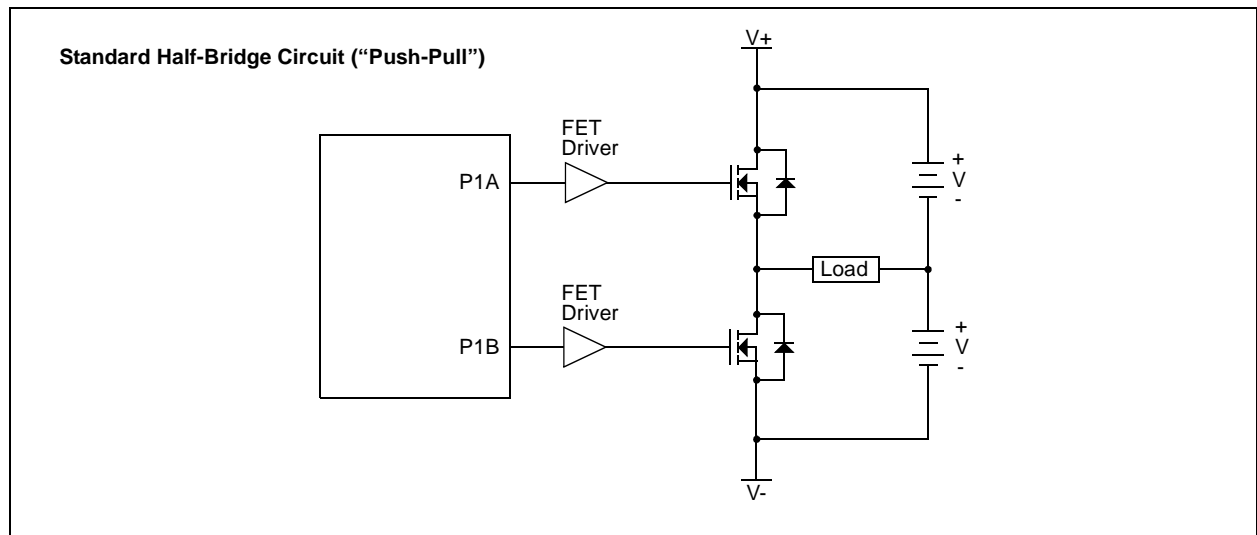 Standard Half-Bridge Circuit (“Push-Pull”)
V+
FET
Driver
P1A
+
V
-
Load
FET
Driver
P1B
+
V
-
V-